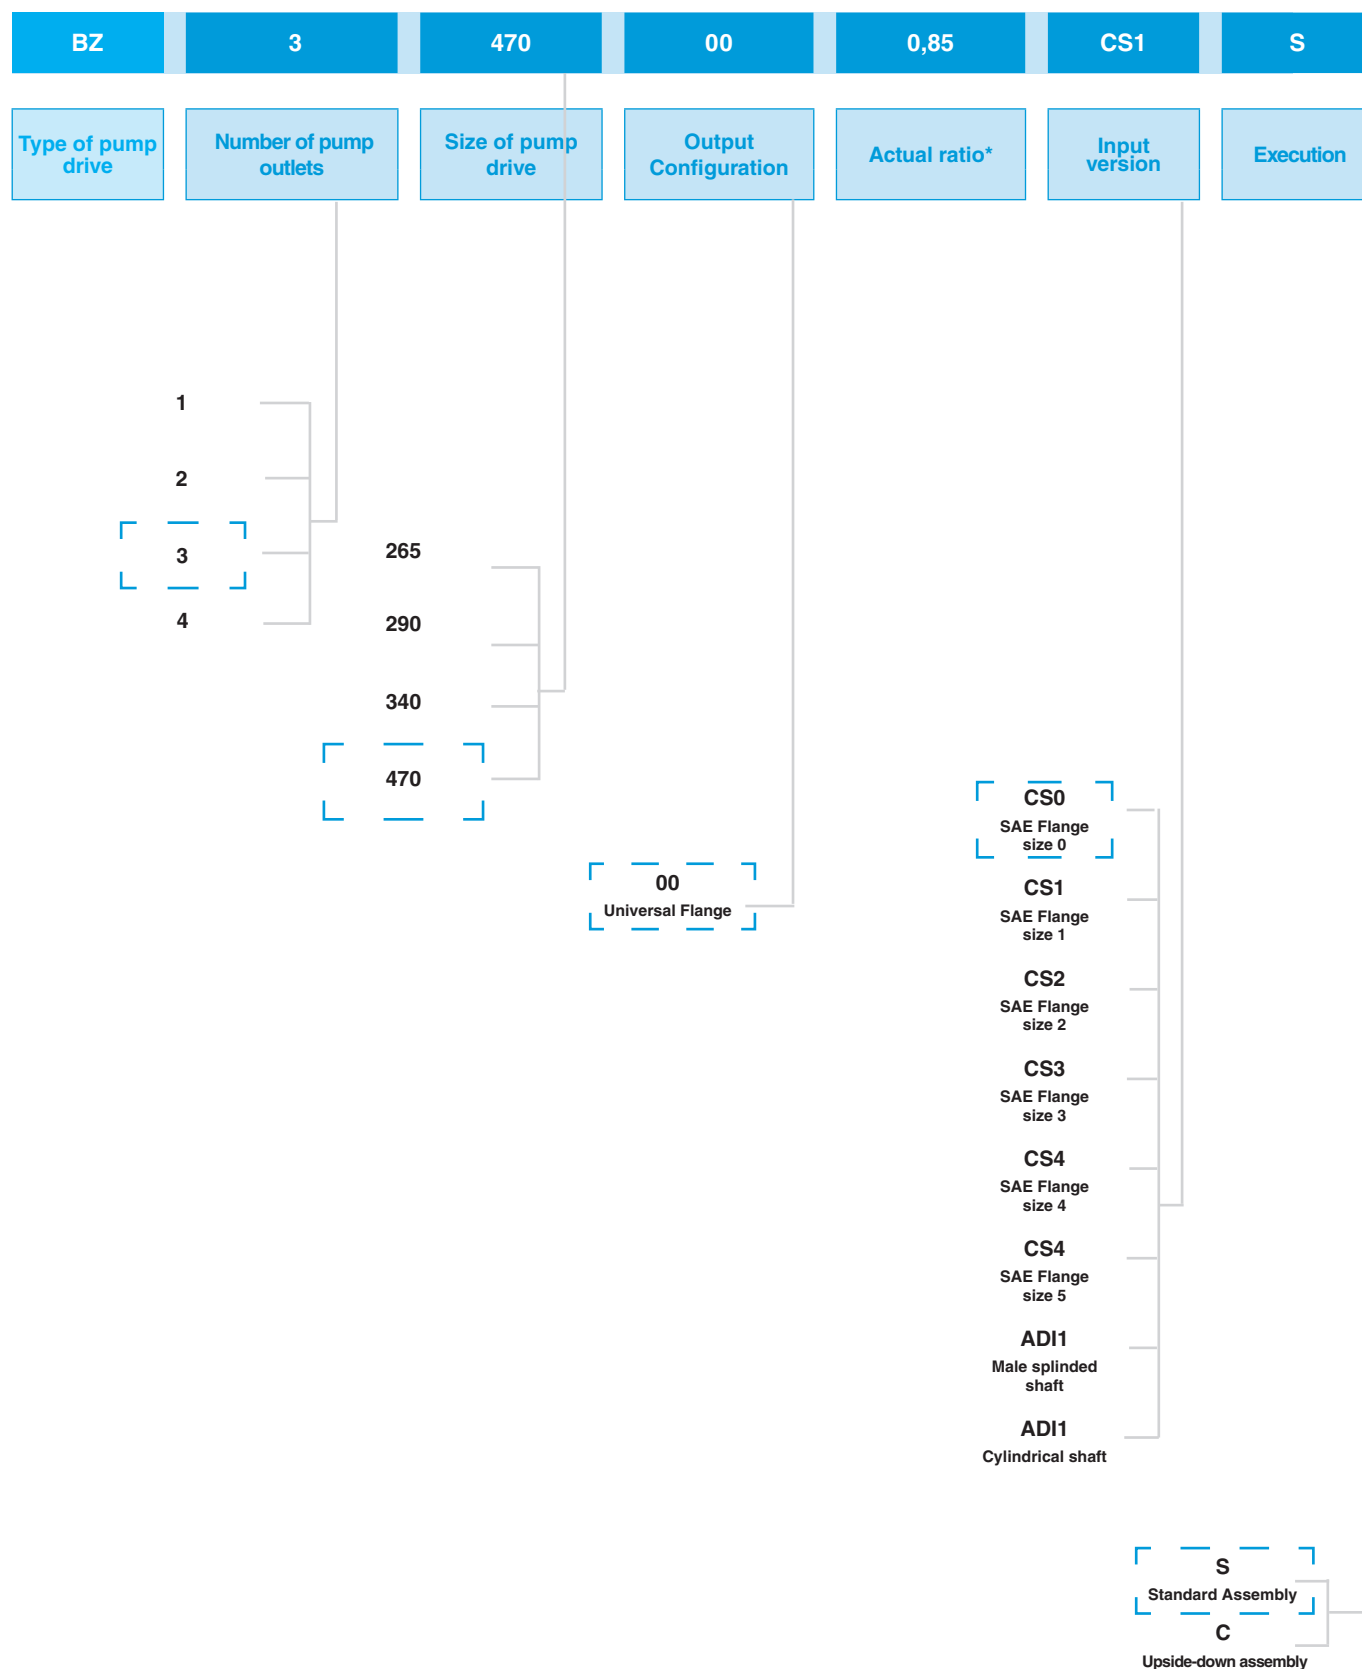 BZ 3 470 00 0,85 CS1 S
Type of pump
drive
Number of pump
outlets
Size of pump
drive
Output
Configuration
Actual ratio*
Input
version
Execution
1
2
3
4
265
290
340
470
00
Universal Flange
CS0
SAE Flange
size 0
CS1
SAE Flange
size 1
CS2
SAE Flange
size 2
CS3
SAE Flange
size 3
CS4
SAE Flange
size 4
CS4
SAE Flange
size 5
ADI1
Male splinded
shaft
ADI1
Cylindrical shaft
S
Standard Assembly
C
Upside-down assembly